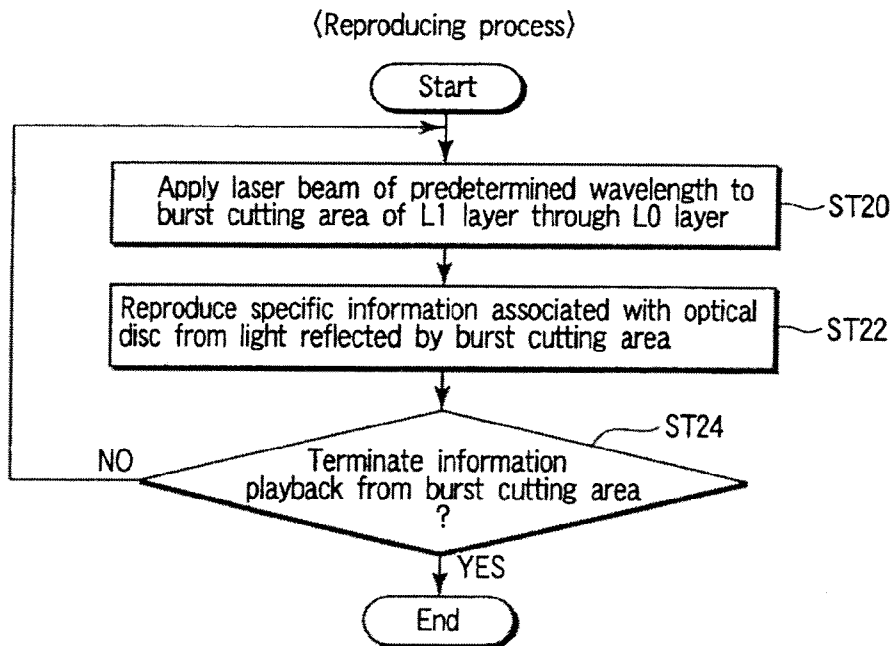 ⟨Reproducing process⟩
Start
Apply laser beam of predetermined wavelength to
burst cutting area of L1 layer through L0 layer
ST20
Reproduce specific information associated with optical
disc from light reflected by burst cutting area
ST22
ST24
NO
Terminate information
playback from burst cutting area
?
YES
End